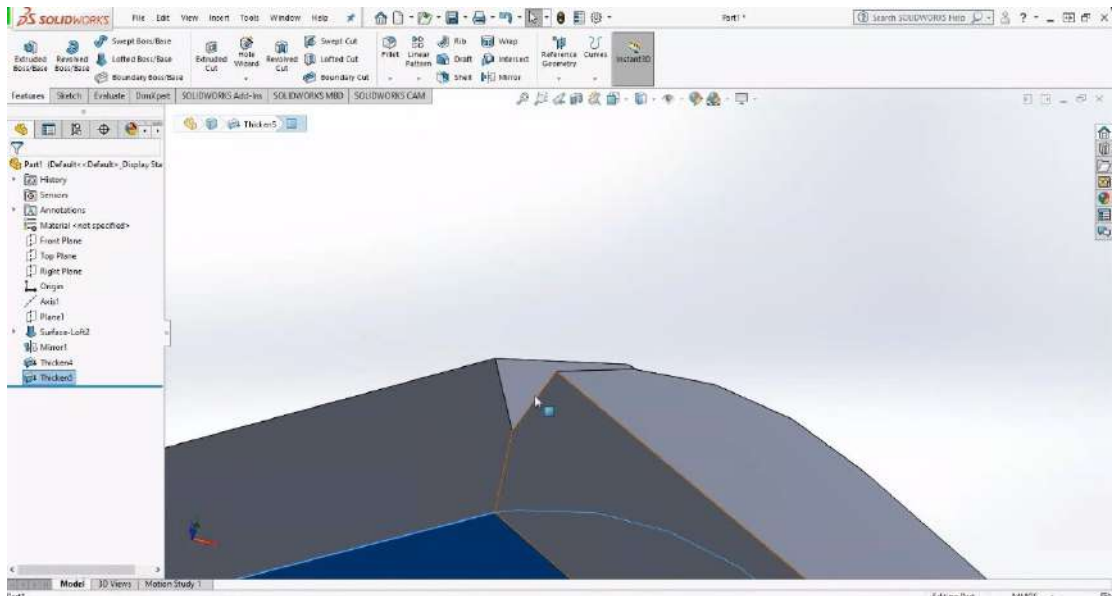 SOLIDWORKS File Edit View Insert Tools Window Help Part1 * Search SOLIDWORKS Help
Extruded Boss/Base
Revolved Boss/Base
Swept Boss/Base
Lofted Boss/Base
Boundary Boss/Base
Extruded Cut
Hole Wizard
Revolved Cut
Swept Cut
Lofted Cut
Boundary Cut
Fillet
Linear Pattern
Rib
Draft
Shell
Wrap
Intersect
Mirror
Reference Geometry
Curves
Instant3D
Features Sketch Evaluate DimXpert SOLIDWORKS Add-Ins SOLIDWORKS MBD SOLIDWORKS CAM
Thicken5
Part1 (Default<<Default>_Display Sta
History
Sensors
Annotations
Material <not specified>
Front Plane
Top Plane
Right Plane
Origin
Axis1
Plane1
Surface-Loft2
Mirror1
Thicken4
Thicken5
Model 3D Views Motion Study 1